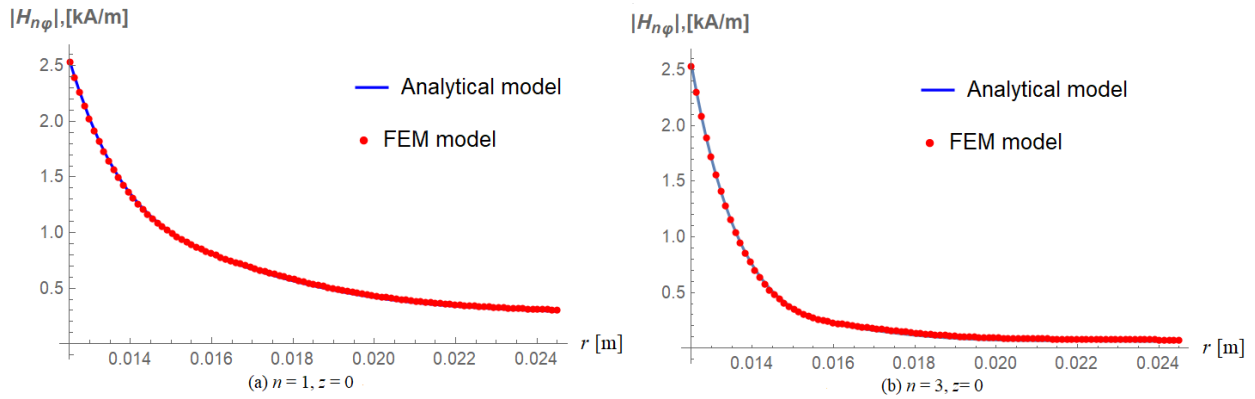 |Hnφ|,[kA/m]
2.5
2.0
1.5
1.0
0.5
Analytical model
FEM model
0.014 0.016 0.018 0.020 0.022 0.024
r [m]
(a) n = 1, z = 0
|Hnφ|,[kA/m]
2.5
2.0
1.5
1.0
0.5
Analytical model
FEM model
0.014 0.016 0.018 0.020 0.022 0.024
r [m]
(b) n = 3, z= 0